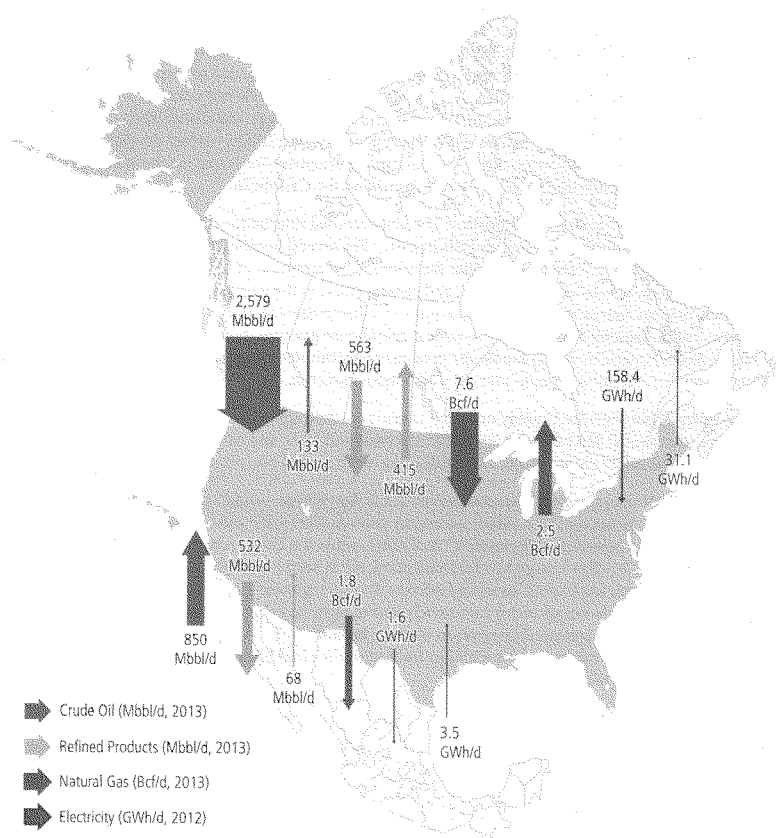 2,579
Mbbl/d
133
Mbbl/d
563
Mbbl/d
415
Mbbl/d
7.6
Bcf/d
2.5
Bcf/d
158.4
GWh/d
31.1
GWh/d
850
Mbbl/d
532
Mbbl/d
68
Mbbl/d
1.8
Bcf/d
1.6
GWh/d
3.5
GWh/d
Crude Oil (Mbbl/d, 2013)
Refined Products (Mbbl/d, 2013)
Natural Gas (Bcf/d, 2013)
Electricity (GWh/d, 2012)